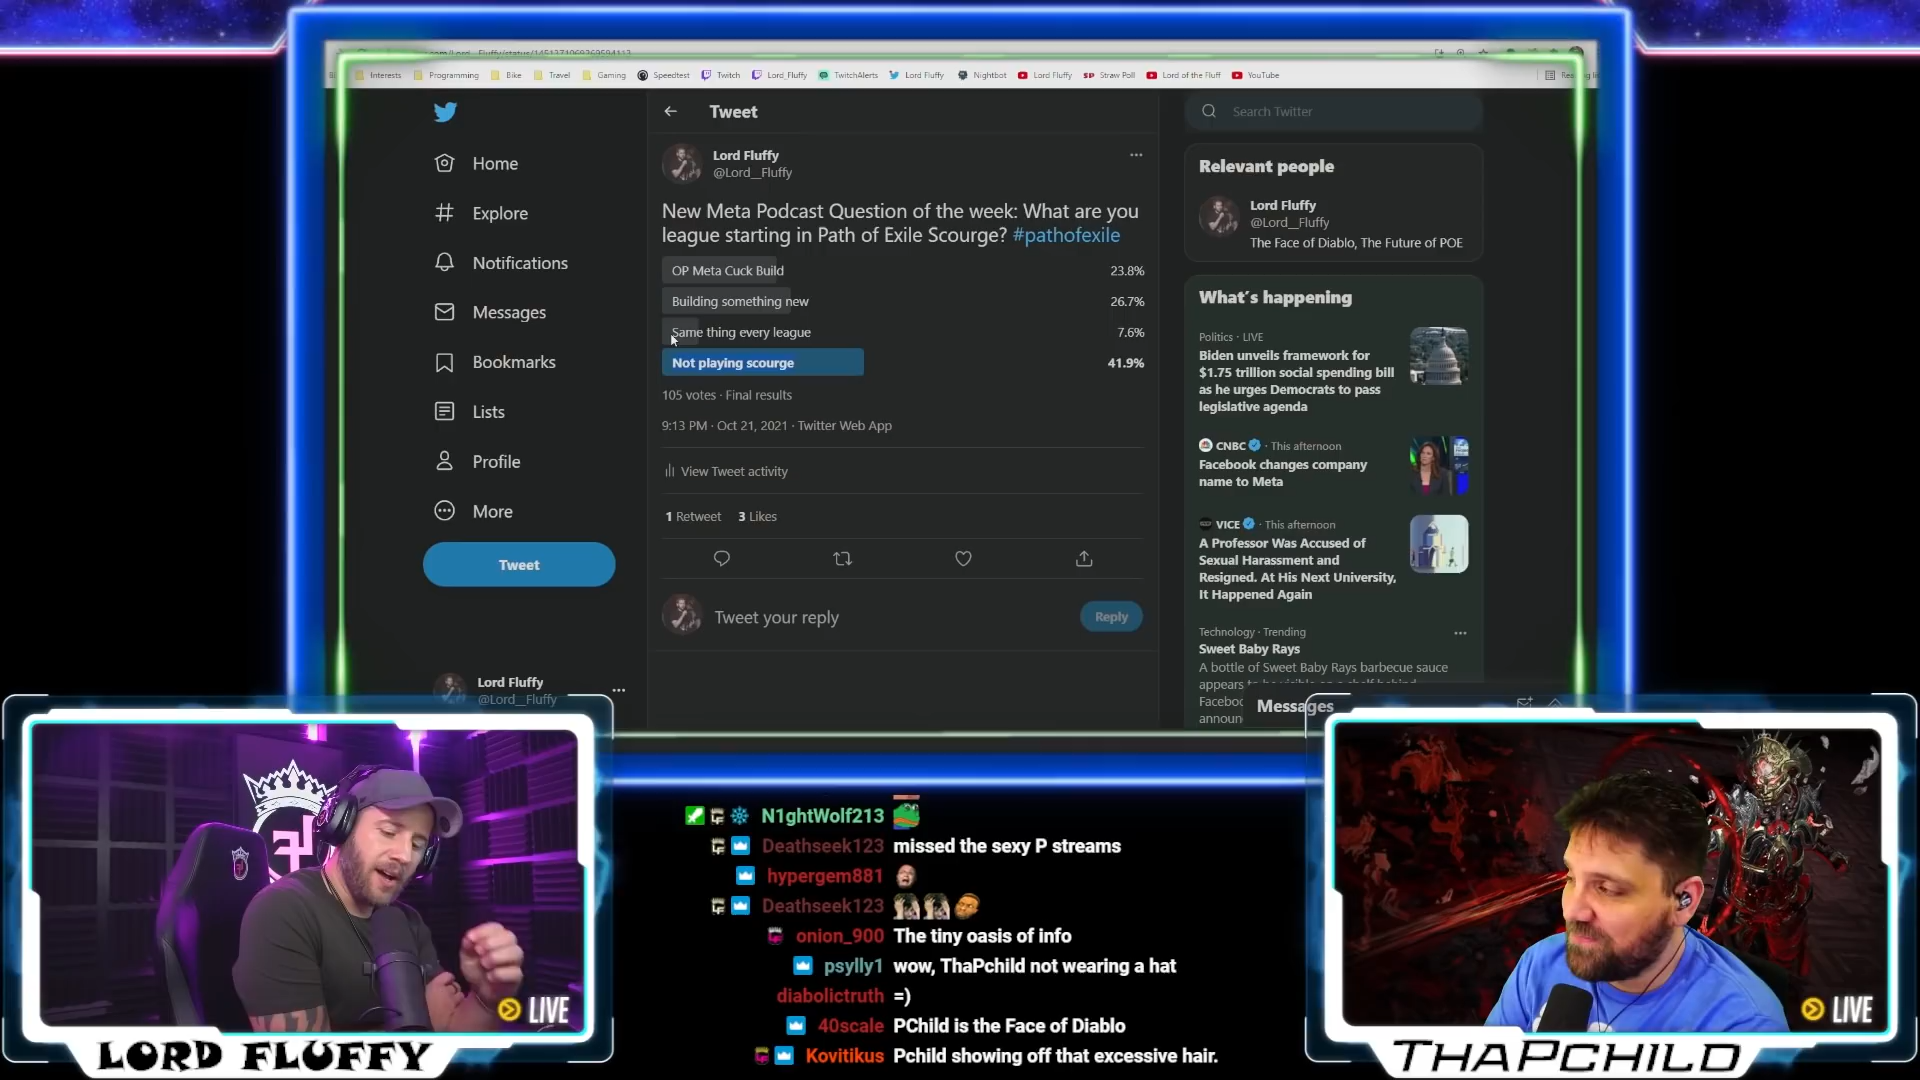 Interests
Programming
Bike
Travel
Gaming
Speedtest
Twitch
Lord_Fluffy
TwitchAlerts
Lord Fluffy
Nightbot
Lord Fluffy
SP Straw Poll
Lord of the Fluff
YouTube
Home
Explore
Notifications
Messages
Bookmarks
Lists
Profile
More
Tweet
Lord Fluffy
@Lord__Fluffy
Tweet
Lord Fluffy
@Lord__Fluffy
New Meta Podcast Question of the week: What are you
league starting in Path of Exile Scourge? #pathofexile
OP Meta Cuck Build 23.8%
Building something new 26.7%
Same thing every league 7.6%
Not playing scourge 41.9%
105 votes · Final results
9:13 PM · Oct 21, 2021 · Twitter Web App
View Tweet activity
1 Retweet 3 Likes
Tweet your reply
Reply
Search Twitter
Relevant people
Lord Fluffy
@Lord__Fluffy
The Face of Diablo, The Future of POE
What's happening
Politics · LIVE
Biden unveils framework for
$1.75 trillion social spending bill
as he urges Democrats to pass
legislative agenda
CNBC · This afternoon
Facebook changes company
name to Meta
VICE · This afternoon
A Professor Was Accused of
Sexual Harassment and
Resigned. At His Next University,
It Happened Again
Technology · Trending
Sweet Baby Rays
A bottle of Sweet Baby Rays barbecue sauce
appears
Messages
LIVE
LORD FLUFFY
N1ghtWolf213
Deathseek123 missed the sexy P streams
hypergem881
Deathseek123
onion_900 The tiny oasis of info
psylly1 wow, ThaPchild not wearing a hat
diabolictruth =)
40scale PChild is the Face of Diablo
Kovitikus Pchild showing off that excessive hair.
LIVE
THAPCHILD